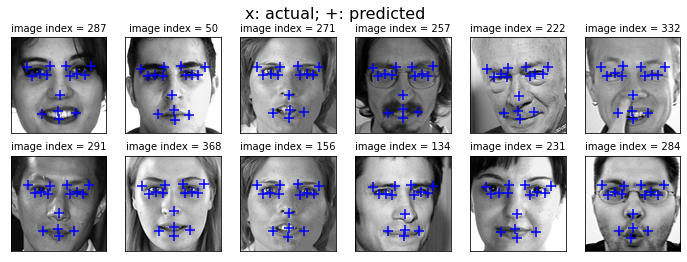 x: actual; +: predicted
image index = 287
image index = 50
image index = 271
image index = 257
image index = 222
image index = 332
image index = 291
image index = 368
image index = 156
image index = 134
image index = 231
image index = 284